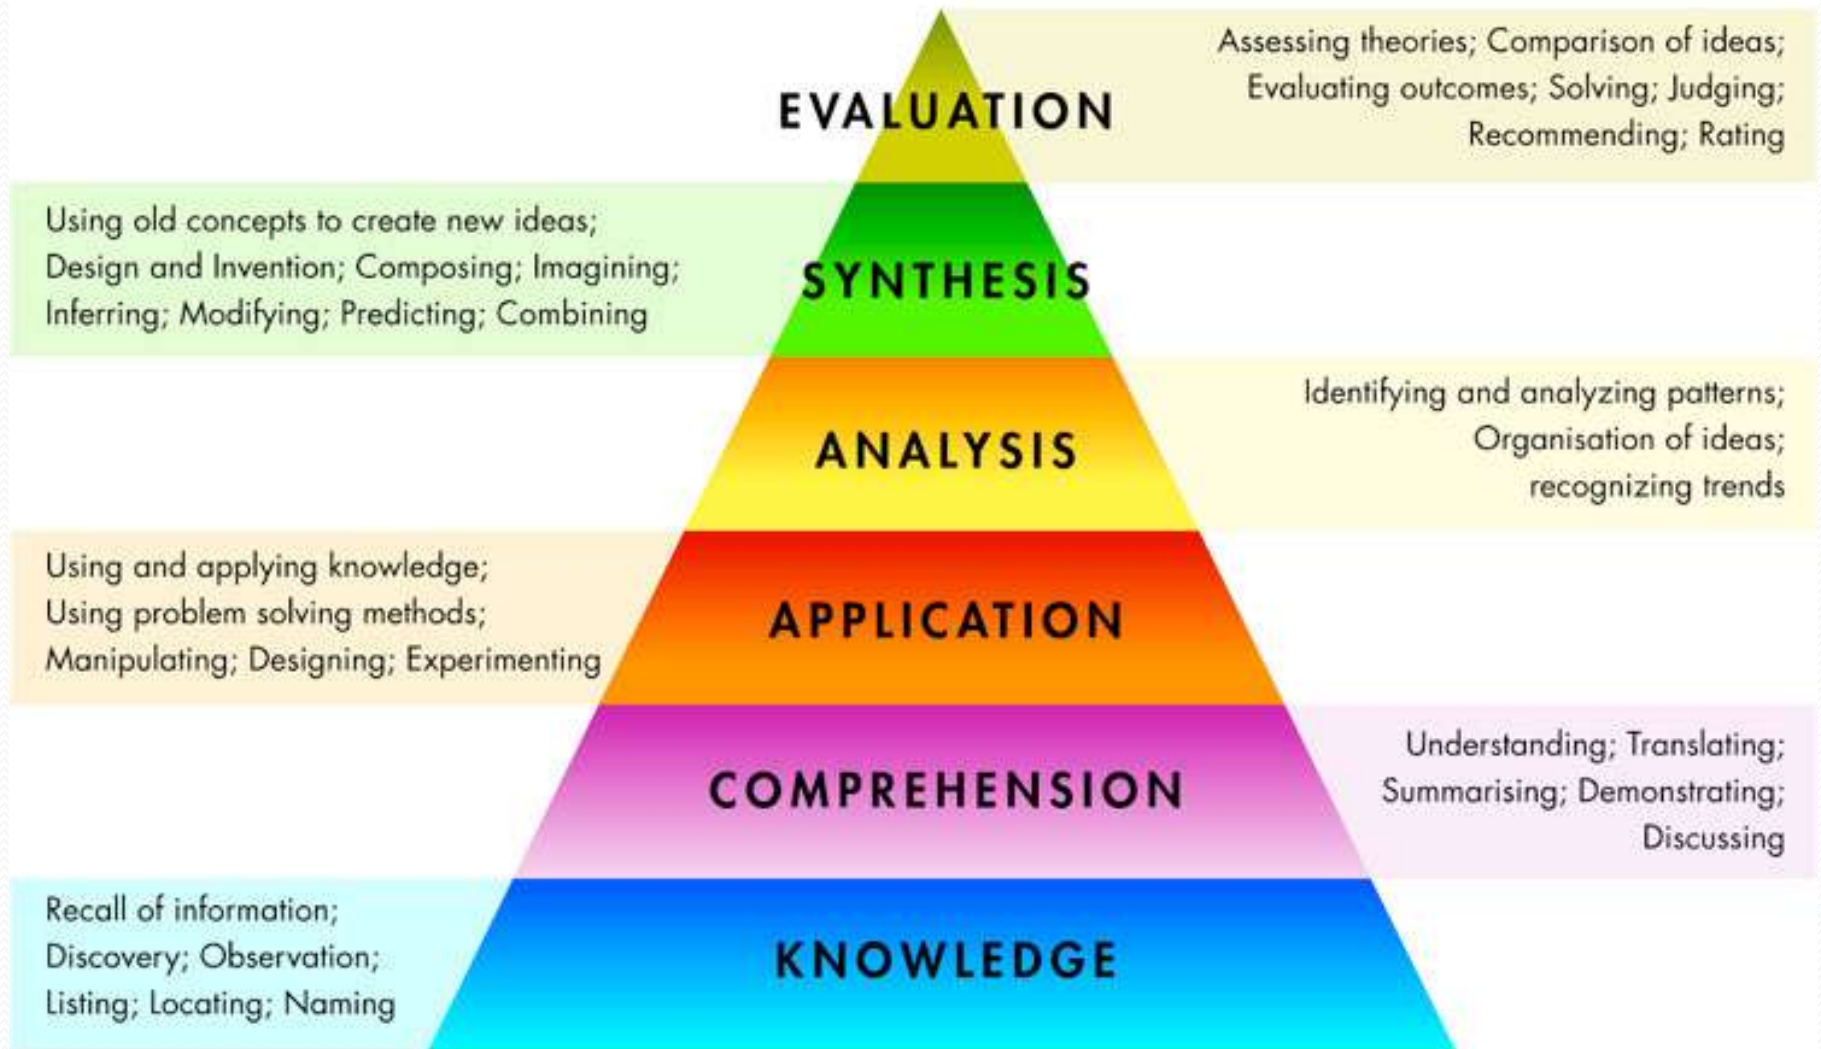 Assessing theories; Comparison of ideas;
Evaluating outcomes; Solving; Judging;
Recommending; Rating
EVALUATION
Using old concepts to create new ideas;
Design and Invention; Composing; Imagining;
Inferring; Modifying; Predicting; Combining
SYNTHESIS
Identifying and analyzing patterns;
Organisation of ideas;
recognizing trends
ANALYSIS
Using and applying knowledge;
Using problem solving methods;
Manipulating; Designing; Experimenting
APPLICATION
Understanding; Translating;
Summarising; Demonstrating;
Discussing
COMPREHENSION
Recall of information;
Discovery; Observation;
Listing; Locating; Naming
KNOWLEDGE